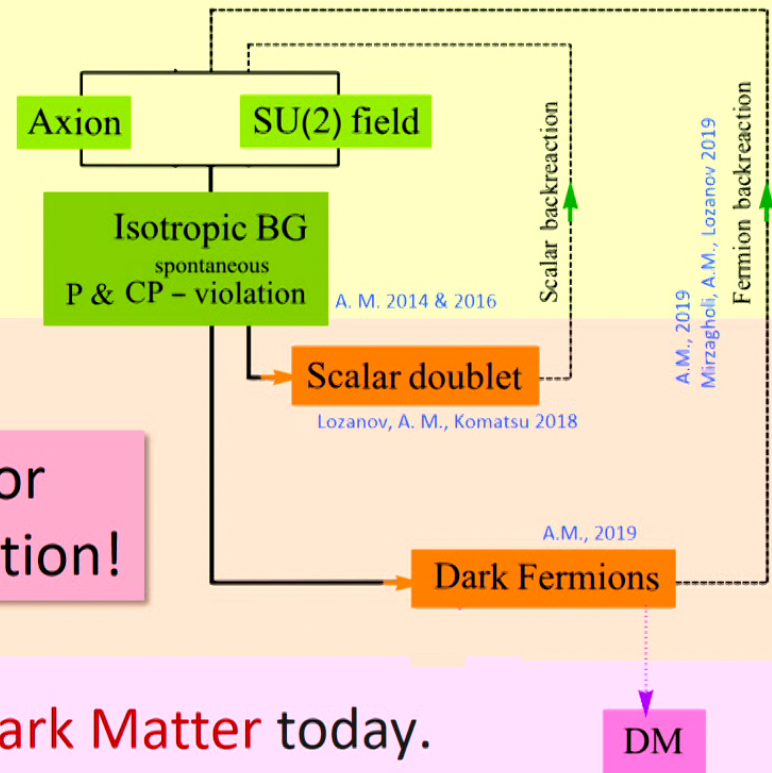 Axion
SU(2) field
Isotropic BG
spontaneous
P & CP – violation
A. M. 2014 & 2016
Scalar backreaction
A.M., 2019
Mirzagholi, A.M., Lozanov 2019
Fermion backreaction
Scalar doublet
Lozanov, A. M., Komatsu 2018
or
tion!
A.M., 2019
Dark Fermions
ark Matter today.
DM